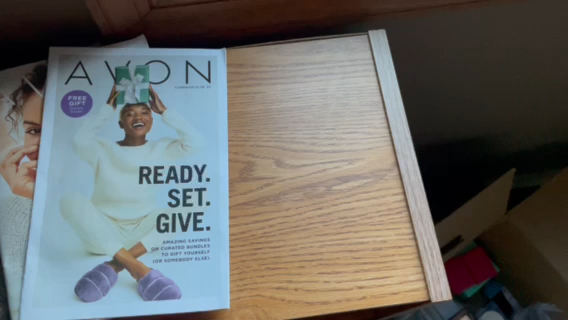 AVON
FREE
GIFT
READY.
SET.
GIVE.
AMAZING SAVINGS
ON CURATED BUNDLES
TO GIFT YOURSELF
(OR SOMEBODY ELSE)